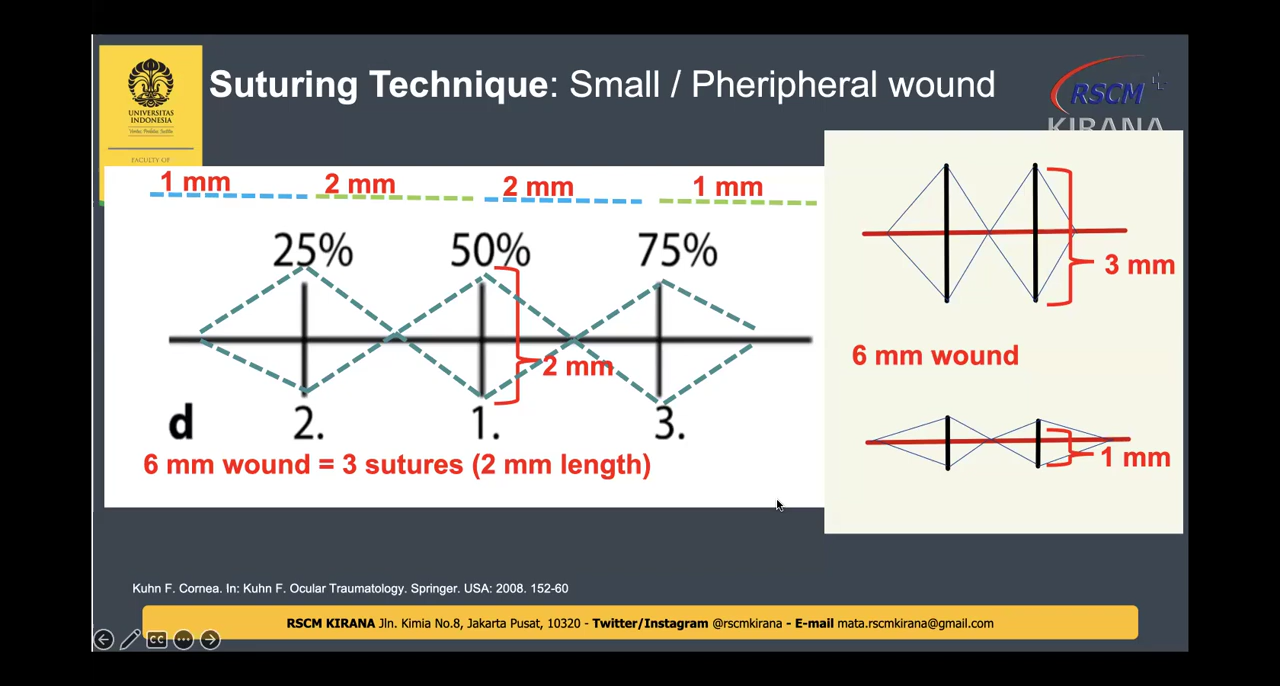 Suturing Technique: Small / Pheripheral wound
UNIVERSITAS
INDONESIA
FACULTY OF
RSCM
KIRANA
1 mm
2 mm
2 mm
1 mm
25%
50%
75%
2 mm
d
2.
1.
3.
6 mm wound = 3 sutures (2 mm length)
3 mm
6 mm wound
1 mm
Kuhn F. Cornea. In: Kuhn F. Ocular Traumatology. Springer. USA: 2008. 152-60
RSCM KIRANA Jln. Kimia No.8, Jakarta Pusat, 10320 - Twitter/Instagram @rscmkirana - E-mail mata.rscmkirana@gmail.com
CC